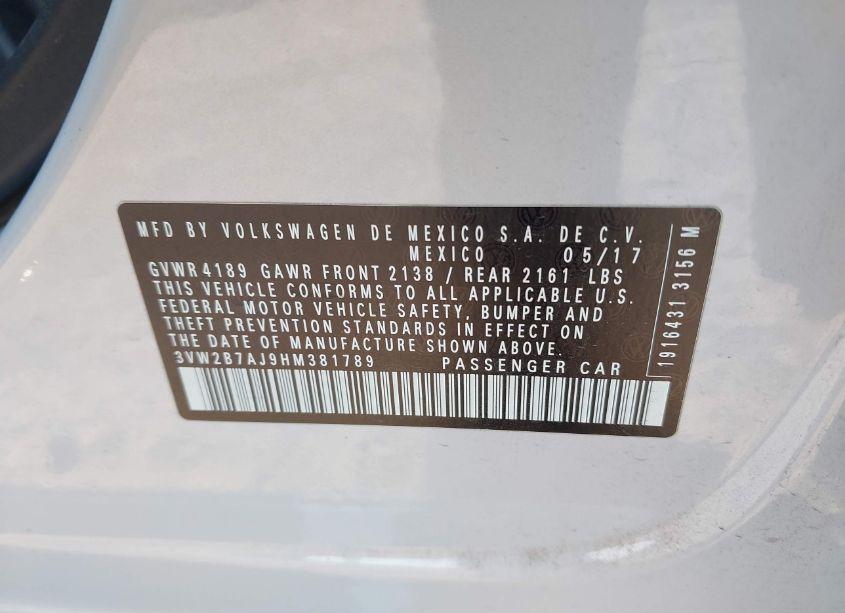 MFD BY VOLKSWAGEN DE MEXICO S.A. DE C.V.
MEXICO 05/17
GVWR 4189 GAWR FRONT 2138 / REAR 2161 LBS
THIS VEHICLE CONFORMS TO ALL APPLICABLE U.S.
FEDERAL MOTOR VEHICLE SAFETY, BUMPER AND
THEFT PREVENTION STANDARDS IN EFFECT ON
THE DATE OF MANUFACTURE SHOWN ABOVE.
3VW2B7AJ9HM381789 PASSENGER CAR
1916431 3156 M